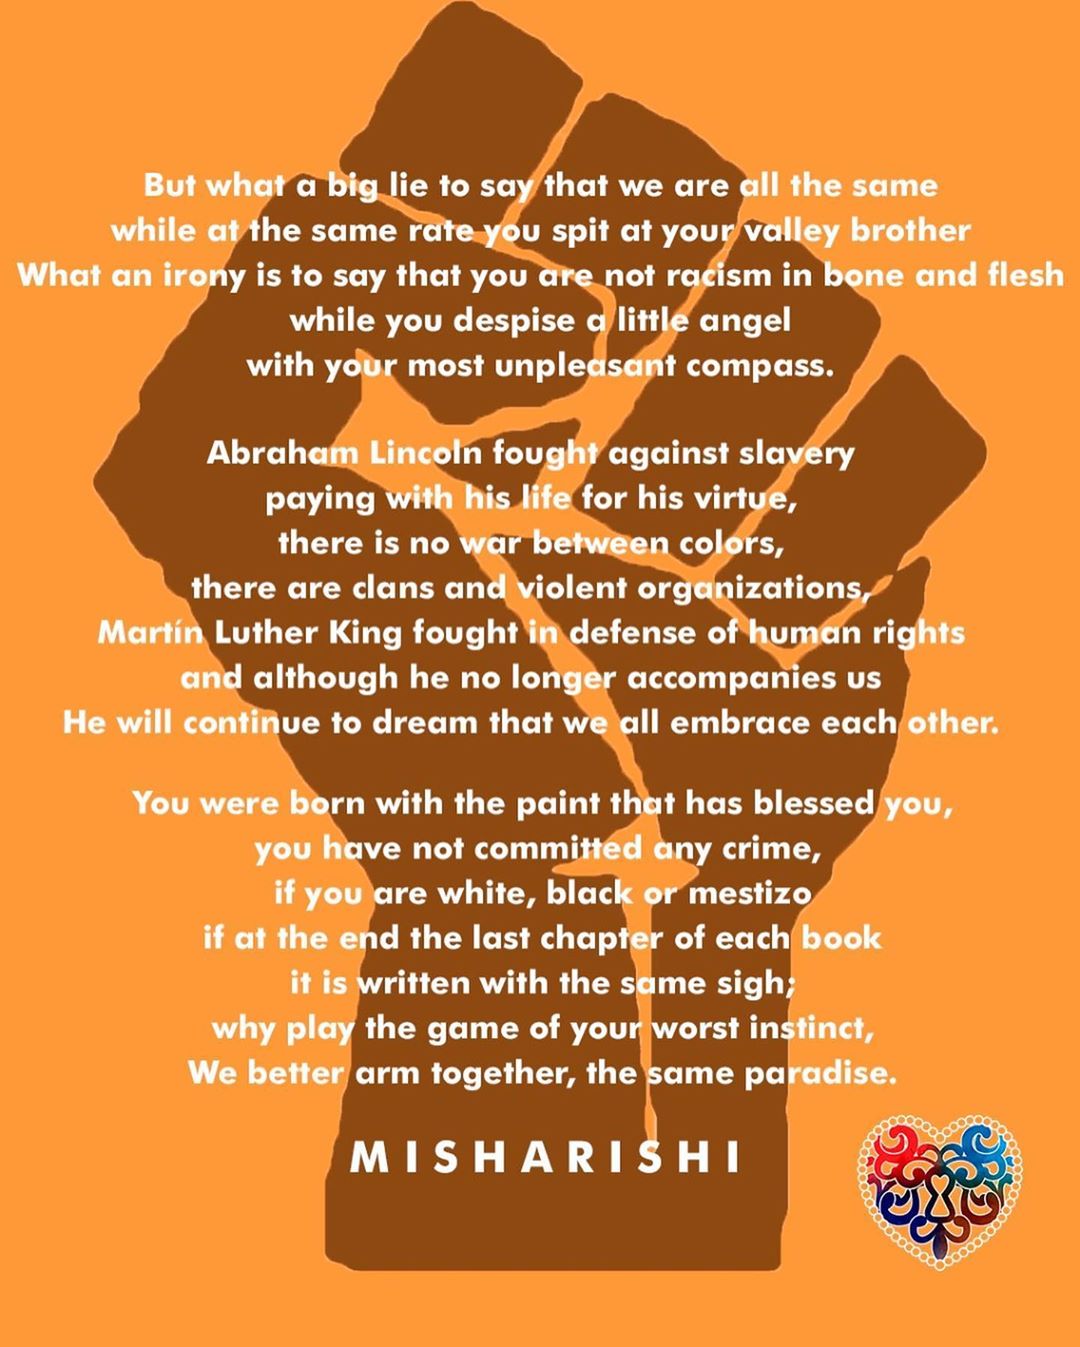 But what a big lie to say that we are all the same
while at the same rate you spit at your valley brother
What an irony is to say that you are not racism in bone and flesh
while you despise a little angel
with your most unpleasant compass.
Abraham Lincoln fought against slavery
paying with his life for his virtue,
there is no war between colors,
there are clans and violent organizations,
Martín Luther King fought in defense of human rights
and although he no longer accompanies us
He will continue to dream that we all embrace each other.
You were born with the paint that has blessed you,
you have not committed any crime,
if you are white, black or mestizo
if at the end the last chapter of each book
it is written with the same sigh;
why play the game of your worst instinct,
We better arm together, the same paradise.
MISHARISHI